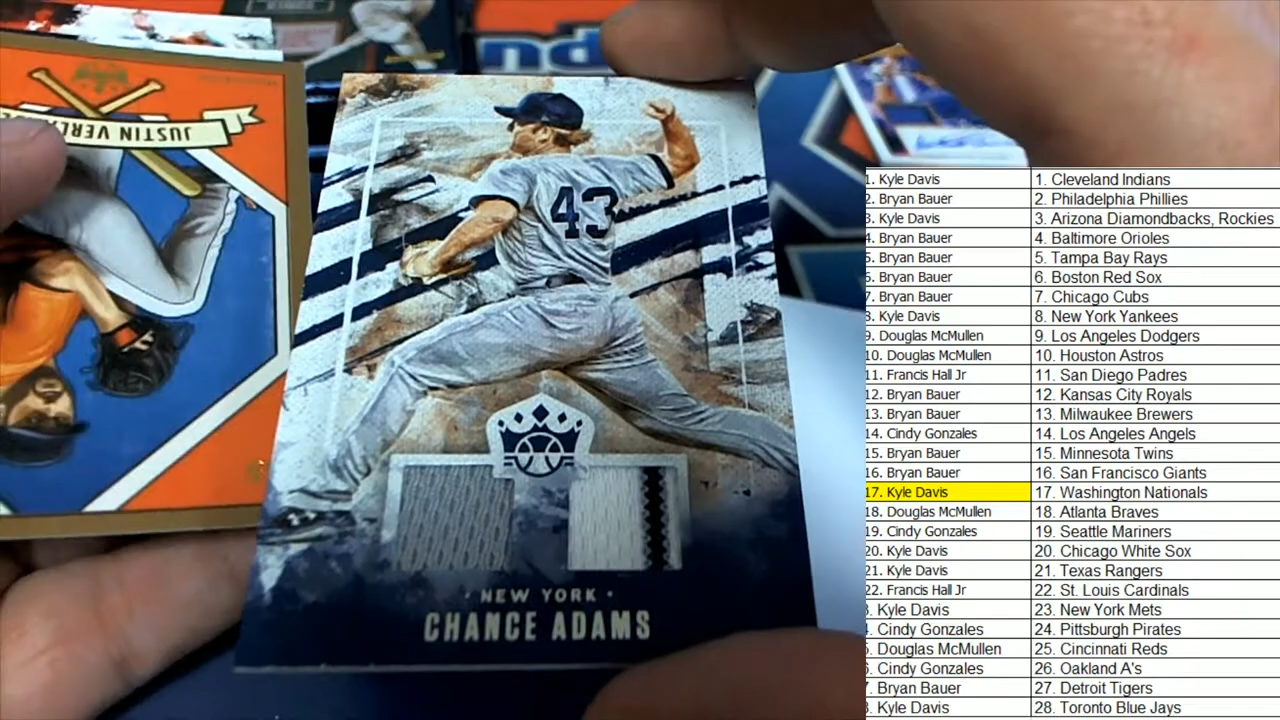 JUSTIN VERL
43
· NEW YORK ·
CHANCE ADAMS
1. Kyle Davis 1. Cleveland Indians
2. Bryan Bauer 2. Philadelphia Phillies
3. Kyle Davis 3. Arizona Diamondbacks, Rockies
4. Bryan Bauer 4. Baltimore Orioles
5. Bryan Bauer 5. Tampa Bay Rays
6. Bryan Bauer 6. Boston Red Sox
7. Bryan Bauer 7. Chicago Cubs
8. Kyle Davis 8. New York Yankees
9. Douglas McMullen 9. Los Angeles Dodgers
10. Douglas McMullen 10. Houston Astros
11. Francis Hall Jr 11. San Diego Padres
12. Bryan Bauer 12. Kansas City Royals
13. Bryan Bauer 13. Milwaukee Brewers
14. Cindy Gonzales 14. Los Angeles Angels
15. Bryan Bauer 15. Minnesota Twins
16. Bryan Bauer 16. San Francisco Giants
17. Kyle Davis 17. Washington Nationals
18. Douglas McMullen 18. Atlanta Braves
19. Cindy Gonzales 19. Seattle Mariners
20. Kyle Davis 20. Chicago White Sox
21. Kyle Davis 21. Texas Rangers
22. Francis Hall Jr 22. St. Louis Cardinals
Kyle Davis 23. New York Mets
Cindy Gonzales 24. Pittsburgh Pirates
Douglas McMullen 25. Cincinnati Reds
Cindy Gonzales 26. Oakland A's
Bryan Bauer 27. Detroit Tigers
Kyle Davis 28. Toronto Blue Jays